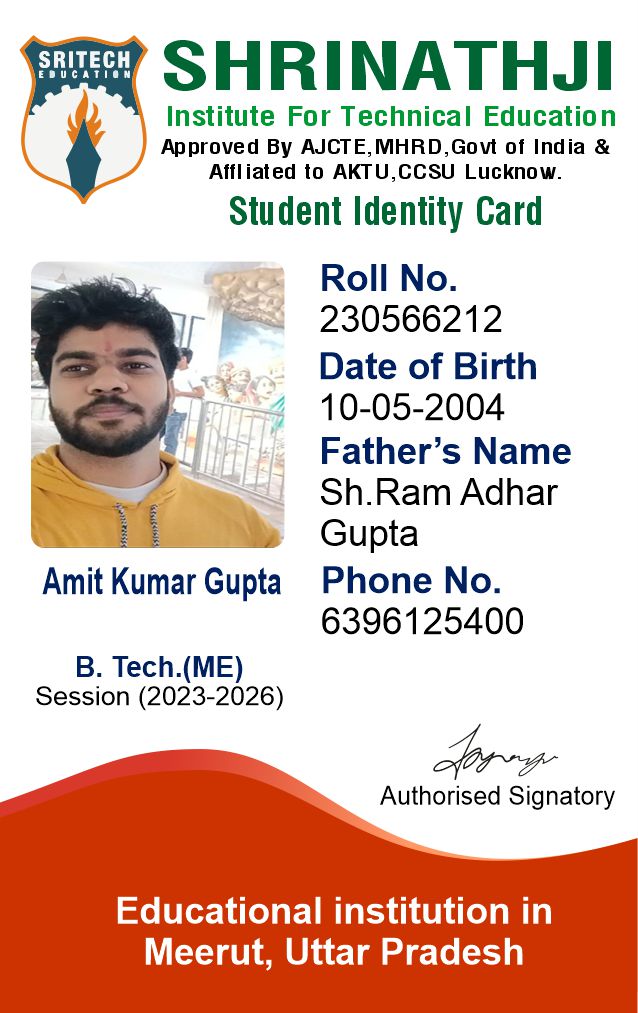 SRITECH
EDUCATION
SHRINATHJI
Institute For Technical Education
Approved By AJCTE,MHRD,Govt of India &
Affliated to AKTU,CCSU Lucknow.
Student Identity Card
Roll No.
230566212
Date of Birth
10-05-2004
Father’s Name
Sh.Ram Adhar
Gupta
Phone No.
6396125400
Amit Kumar Gupta
B. Tech.(ME)
Session (2023-2026)
Authorised Signatory
Educational institution in
Meerut, Uttar Pradesh